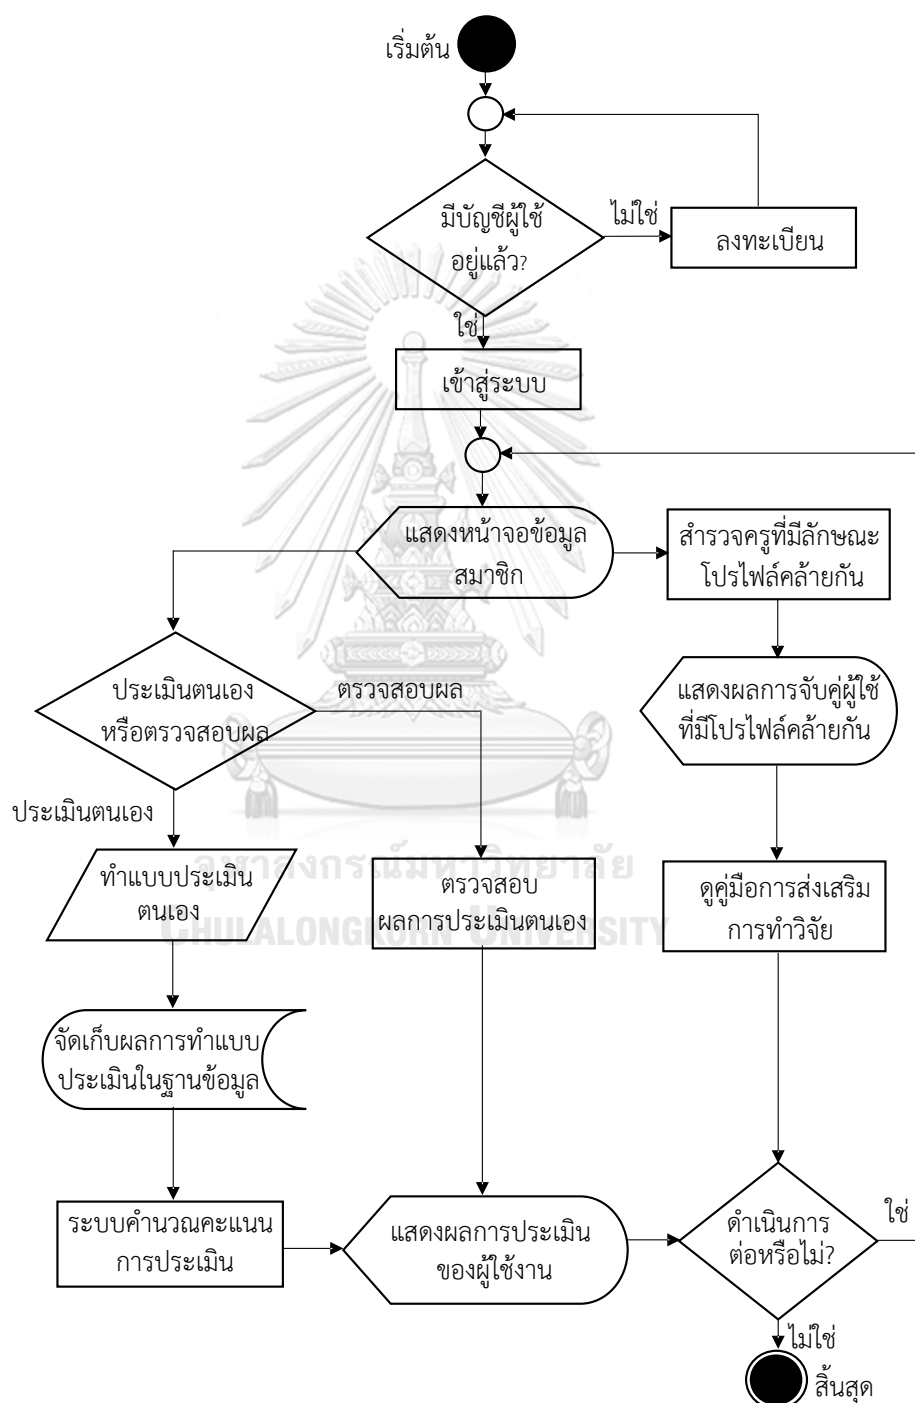 เริ่มต้น
มีบัญชีผู้ใช้
อยู่แล้ว?
ไม่ใช่
ลงทะเบียน
ใช่
เข้าสู่ระบบ
แสดงหน้าจอข้อมูล
สมาชิก
สำรวจครูที่มีลักษณะ
โปรไฟล์คล้ายกัน
ประเมินตนเอง
หรือตรวจสอบผล
ตรวจสอบผล
แสดงผลการจับคู่ผู้ใช้
ที่มีโปรไฟล์คล้ายกัน
ประเมินตนเอง
ทำแบบประเมิน
ตนเอง
ตรวจสอบ
ผลการประเมินตนเอง
ดูคู่มือการส่งเสริม
การทำวิจัย
จุฬาลงกรณ์มหาวิทยาลัย
CHULALONGKORN UNIVERSITY
จัดเก็บผลการทำแบบ
ประเมินในฐานข้อมูล
ระบบคำนวณคะแนน
การประเมิน
แสดงผลการประเมิน
ของผู้ใช้งาน
ดำเนินการ
ต่อหรือไม่?
ใช่
ไม่ใช่
สิ้นสุด